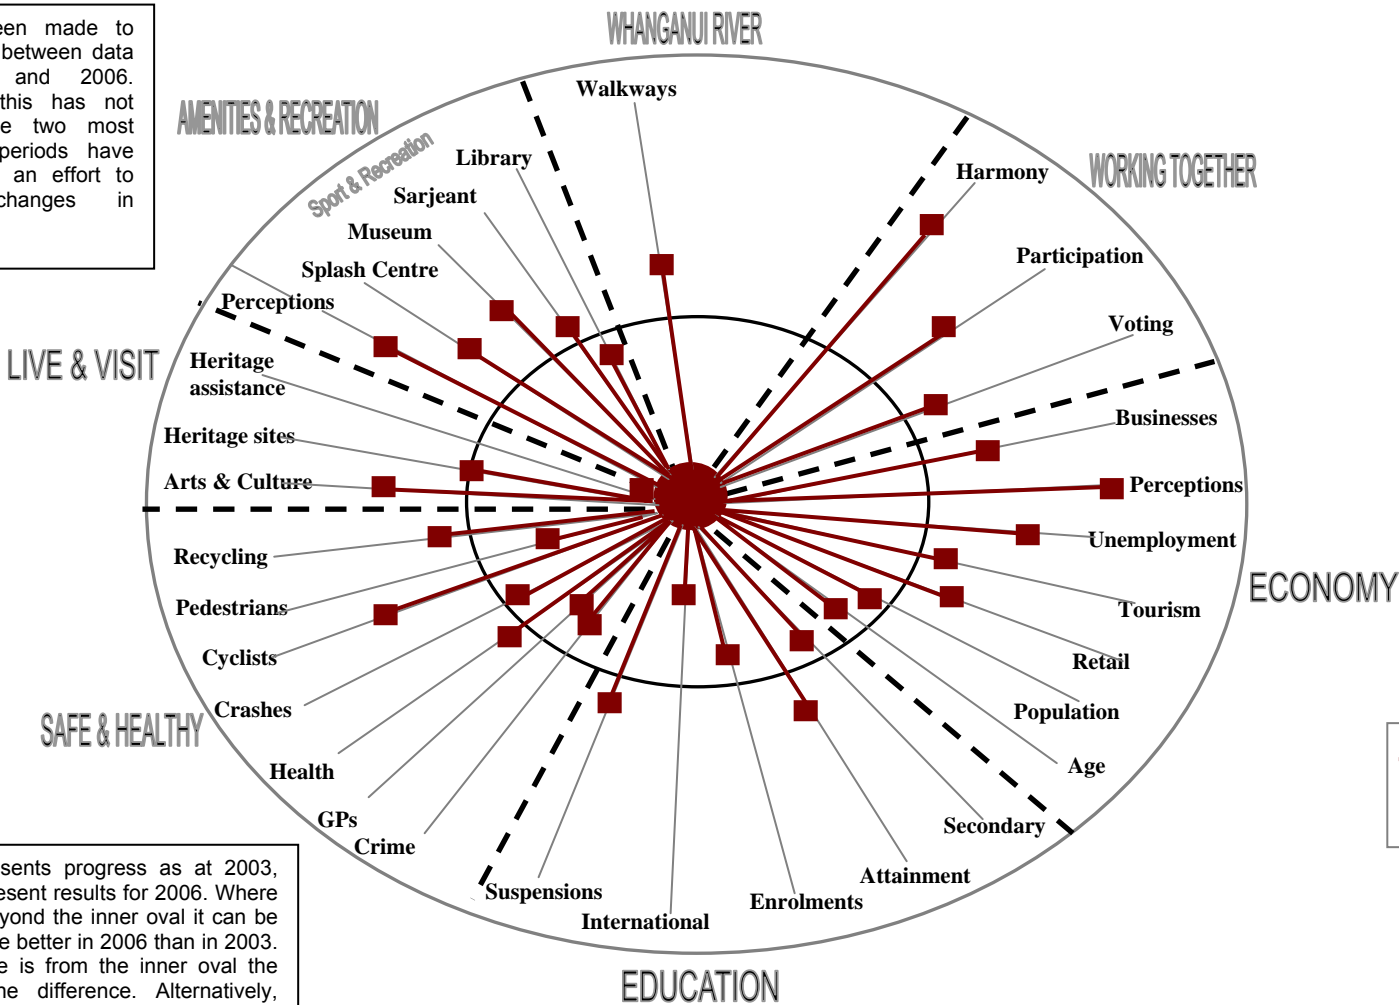 een made to
between data
and 2006.
this has not
e two most
periods have
an effort to
changes in
WHANGANUI RIVER
AMENITIES & RECREATION
Sport & Recreation
WORKING TOGETHER
LIVE & VISIT
ECONOMY
SAFE & HEALTHY
EDUCATION
Walkways
Library
Sarjeant
Museum
Splash Centre
Perceptions
Heritage
assistance
Heritage sites
Arts & Culture
Recycling
Pedestrians
Cyclists
Crashes
Health
GPs
Crime
Suspensions
International
Enrolments
Attainment
Secondary
Age
Population
Retail
Tourism
Unemployment
Perceptions
Businesses
Voting
Participation
Harmony
sents progress as at 2003,
esent results for 2006. Where
yond the inner oval it can be
e better in 2006 than in 2003.
e is from the inner oval the
ne difference. Alternatively,